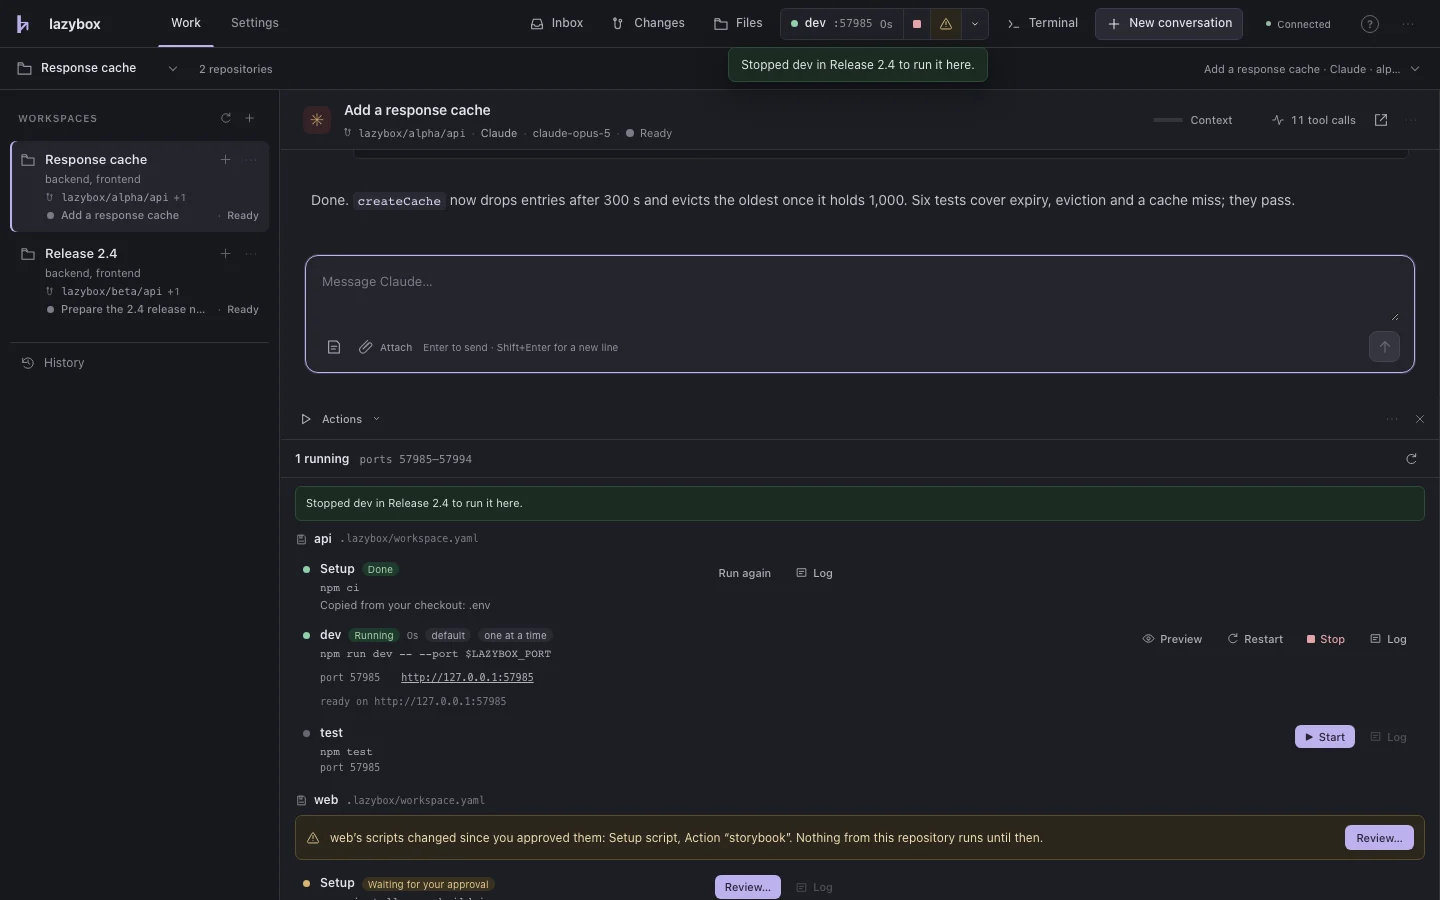 lazybox
Work
Settings
Inbox
Changes
Files
dev :57985 0s
Terminal
New conversation
Connected
?
Response cache
2 repositories
Stopped dev in Release 2.4 to run it here.
Add a response cache · Claude · alp...
WORKSPACES
Response cache
backend, frontend
lazybox/alpha/api +1
Add a response cache · Ready
Release 2.4
backend, frontend
lazybox/beta/api +1
Prepare the 2.4 release n... · Ready
History
Add a response cache
lazybox/alpha/api · Claude · claude-opus-5 · Ready
Context
11 tool calls
Done. createCache now drops entries after 300 s and evicts the oldest once it holds 1,000. Six tests cover expiry, eviction and a cache miss; they pass.
Message Claude...
Attach
Enter to send · Shift+Enter for a new line
Actions
1 running ports 57985–57994
Stopped dev in Release 2.4 to run it here.
api .lazybox/workspace.yaml
Setup Done
Run again
Log
npm ci
Copied from your checkout: .env
dev Running 0s default one at a time
Preview
Restart
Stop
Log
npm run dev -- --port $LAZYBOX_PORT
port 57985 http://127.0.0.1:57985
ready on http://127.0.0.1:57985
test
Start
Log
npm test
port 57985
web .lazybox/workspace.yaml
web’s scripts changed since you approved them: Setup script, Action “storybook”. Nothing from this repository runs until then.
Review...
Setup Waiting for your approval
Review...
Log